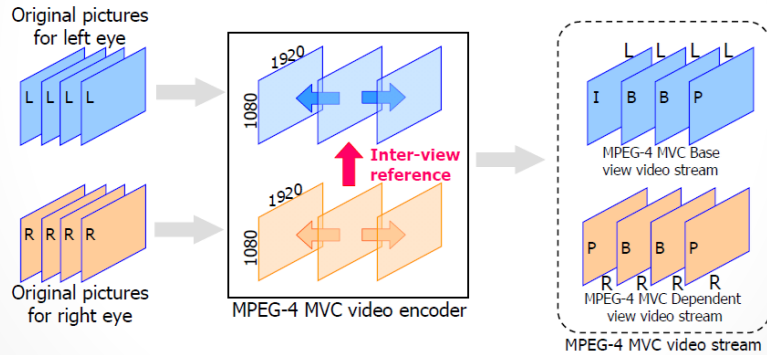 Original pictures
for left eye
L L L L
1920
1080
Inter-view
reference
1920
1080
R R R R
Original pictures
for right eye
MPEG-4 MVC video encoder
L L L L
I B B P
MPEG-4 MVC Base
view video stream
P B B P
R R R R
MPEG-4 MVC Dependent
view video stream
MPEG-4 MVC video stream